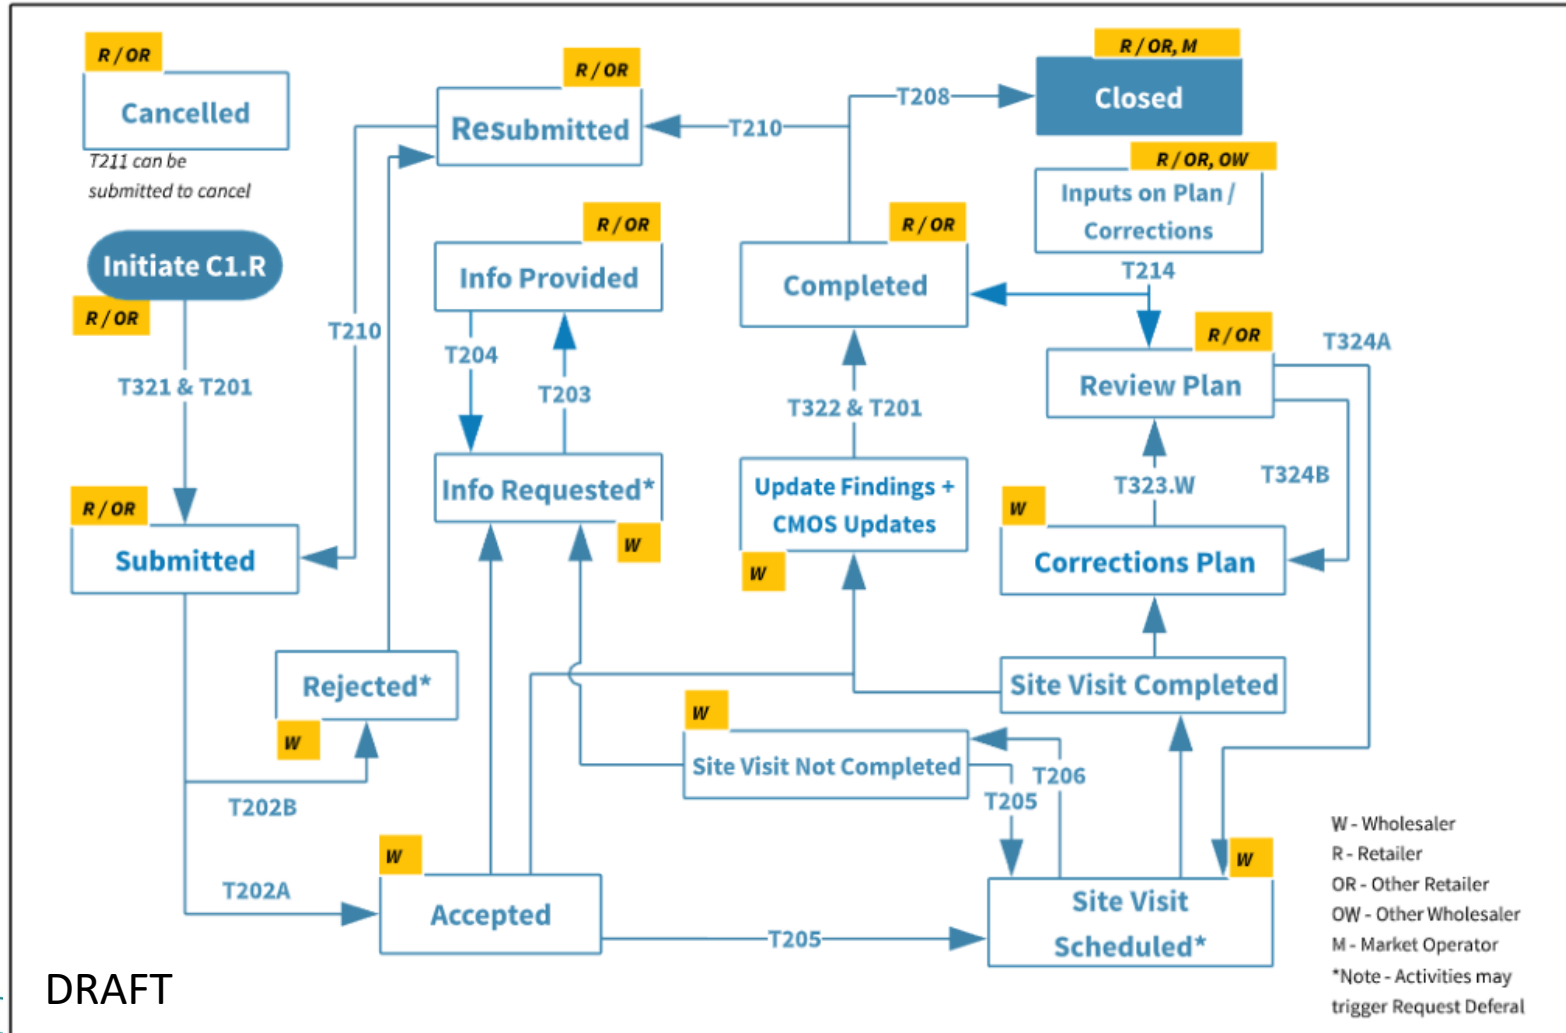 R / OR
Cancelled
T211 can be
submitted to cancel
Initiate C1.R
R / OR
T321 & T201
R / OR
Submitted
T202B
T202A
R / OR
Resubmitted
T210
T210
R / OR
Info Provided
T204
T203
Info Requested*
W
Rejected*
W
W
Accepted
T205
T208
R / OR, M
Closed
R / OR, OW
Inputs on Plan /
Corrections
T214
R / OR
Completed
T322 & T201
Update Findings +
CMOS Updates
W
R / OR
Review Plan
T324A
T324B
T323.W
W
Corrections Plan
Site Visit Completed
W
Site Visit Not Completed
T206
T205
W
Site Visit
Scheduled*
W - Wholesaler
R - Retailer
OR - Other Retailer
OW - Other Wholesaler
M - Market Operator
*Note - Activities may
trigger Request Deferal
DRAFT